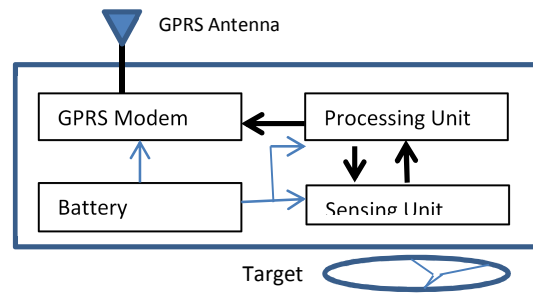 GPRS Antenna
GPRS Modem
Processing Unit
Battery
Sensing Unit
Target